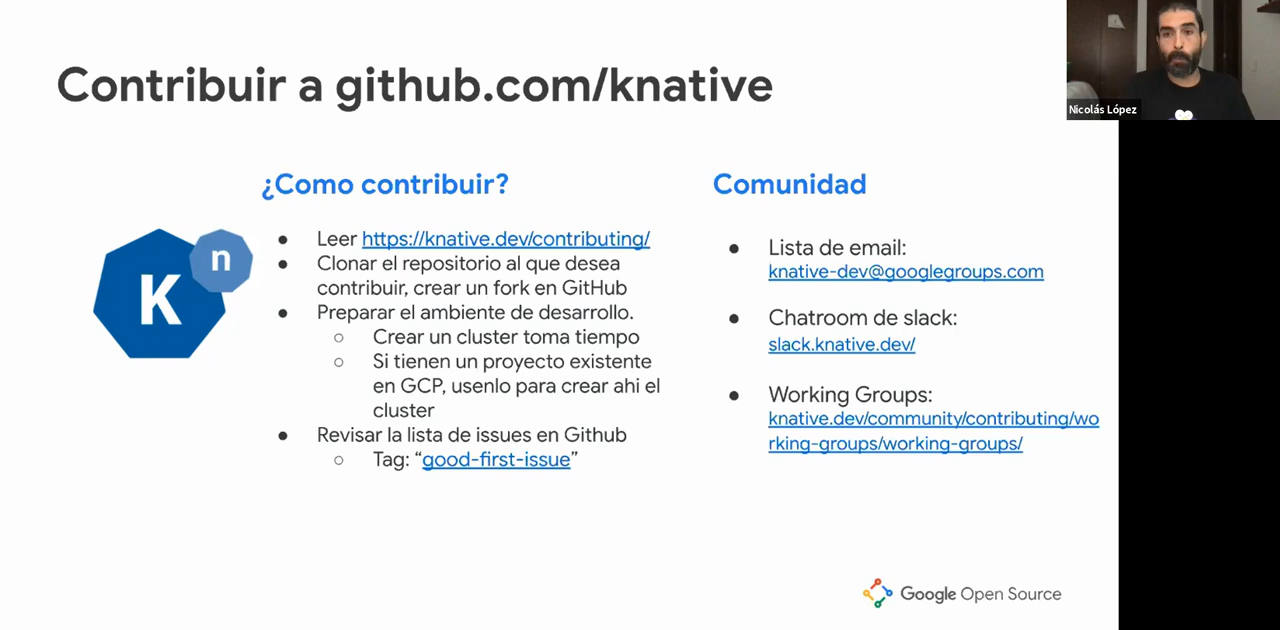 Contribuir a github.com/knative
Nicolás López
¿Como contribuir?
K
n
Leer https://knative.dev/contributing/
Clonar el repositorio al que desea
contribuir, crear un fork en GitHub
Preparar el ambiente de desarrollo.
Crear un cluster toma tiempo
Si tienen un proyecto existente
en GCP, usenlo para crear ahi el
cluster
Revisar la lista de issues en Github
Tag: “good-first-issue”
Comunidad
Lista de email:
knative-dev@googlegroups.com
Chatroom de slack:
slack.knative.dev/
Working Groups:
knative.dev/community/contributing/wo
rking-groups/working-groups/
Google Open Source